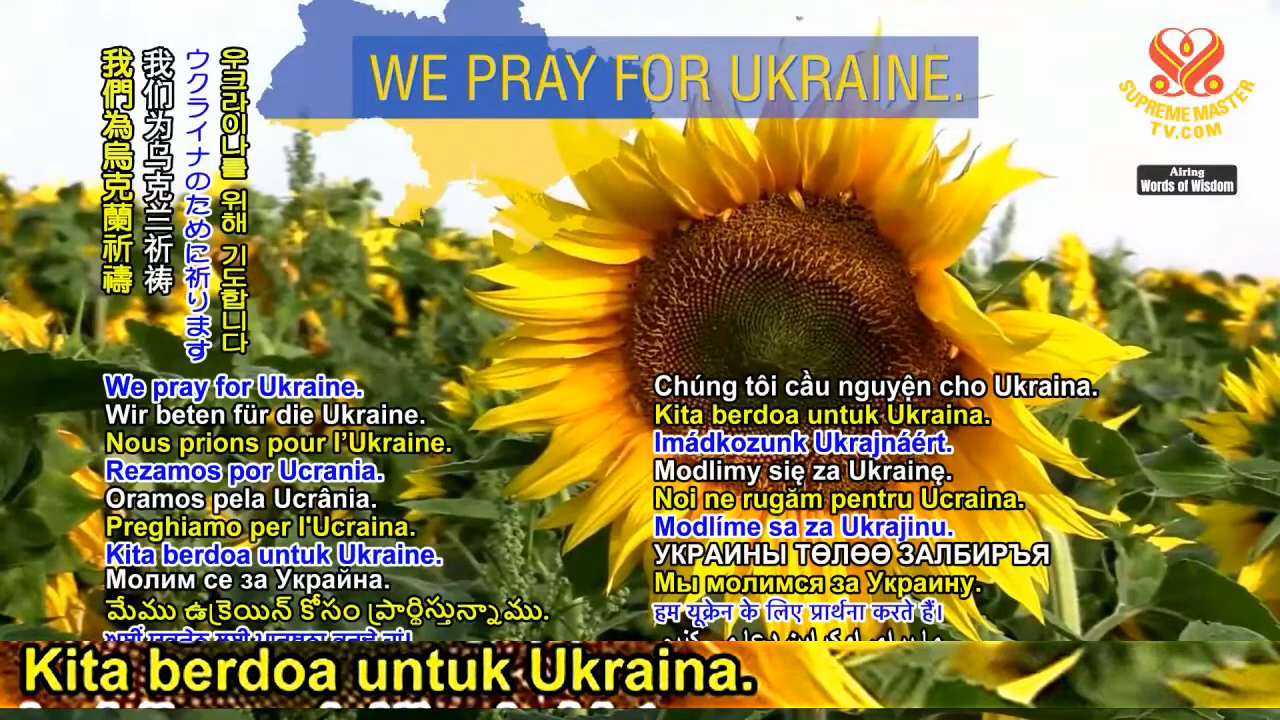 WE PRAY FOR UKRAINE.
SUPREME MASTER
TV.COM
Airing
Words of Wisdom
我們為烏克蘭祈禱
我们为乌克兰祈祷
ウクライナのために祈ります
우크라이나를 위해 기도합니다
We pray for Ukraine.
Wir beten für die Ukraine.
Nous prions pour l’Ukraine.
Rezamos por Ucrania.
Oramos pela Ucrânia.
Preghiamo per l'Ucraina.
Kita berdoa untuk Ukraine.
Молим се за Украйна.
మేము ఉక్రెయిన్ కోసం ప్రార్థిస్తున్నాము.
Chúng tôi cầu nguyện cho Ukraina.
Kita berdoa untuk Ukraina.
Imádkozunk Ukrajnáért.
Modlimy się za Ukrainę.
Noi ne rugăm pentru Ucraina.
Modlíme sa za Ukrajinu.
УКРАИНЫ ТӨЛӨӨ ЗАЛБИРЪЯ
Мы молимся за Украину.
हम यूक्रेन के लिए प्रार्थना करते हैं।
Kita berdoa untuk Ukraina.